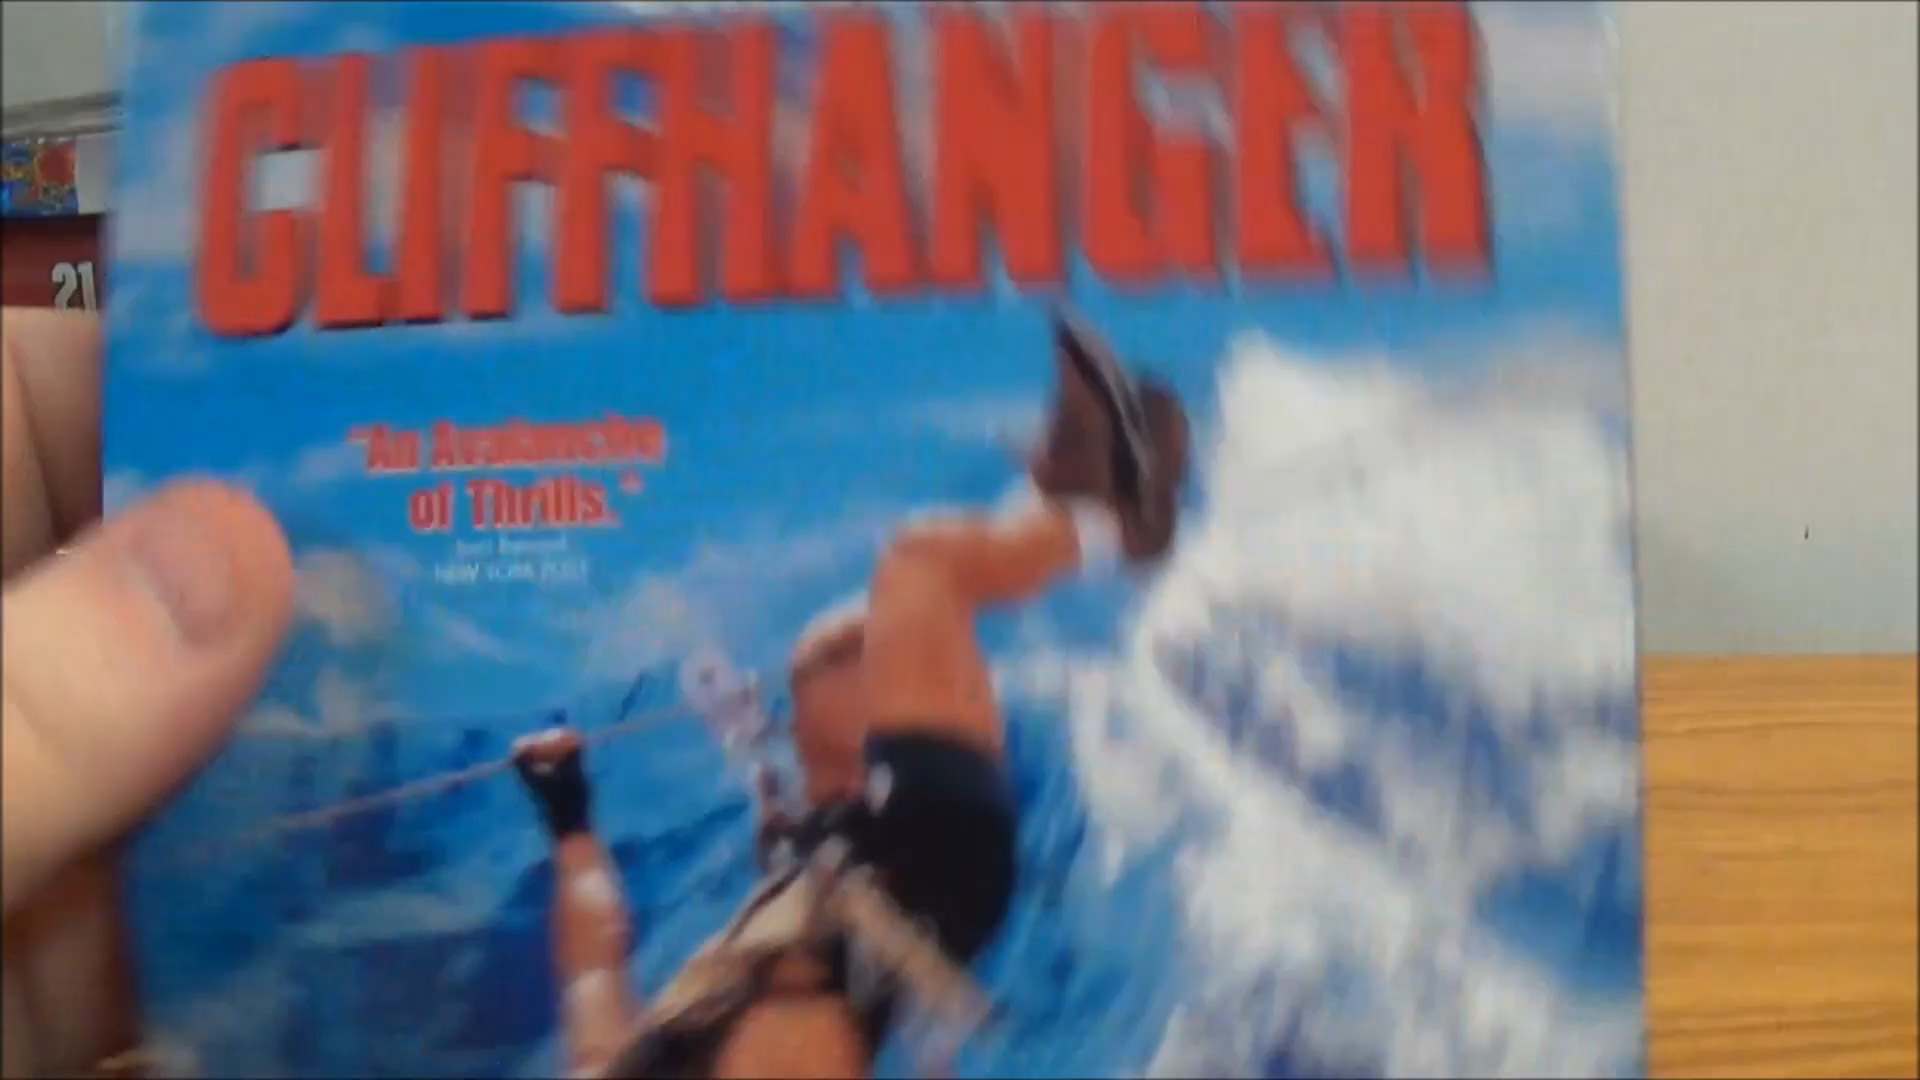 CLIFFHANGER
21
"An Avalanche
of Thrills."
NEW YORK POST